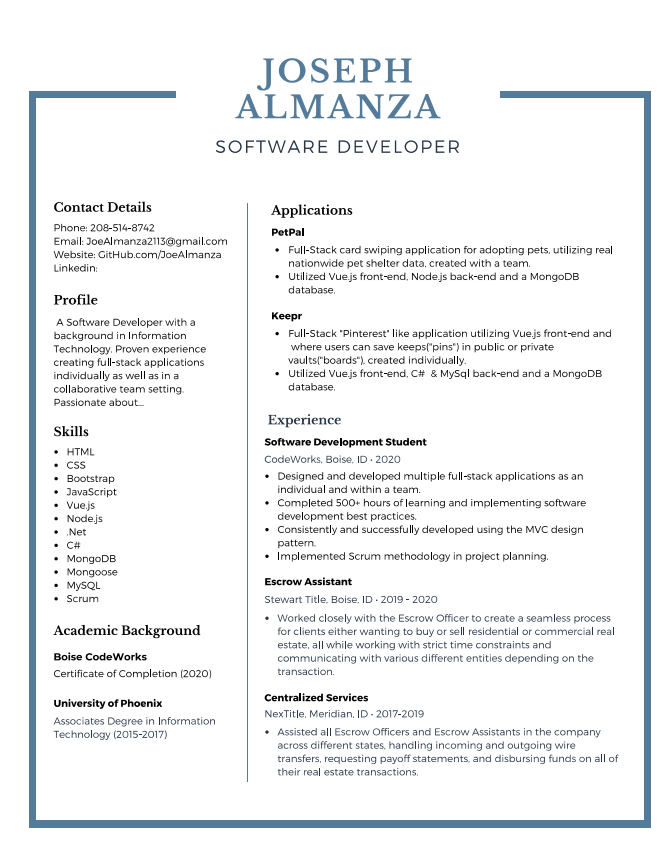 JOSEPH
ALMANZA
SOFTWARE DEVELOPER
Contact Details
Phone: 208-514-8742
Email: JoeAlmanza2113@gmail.com
Website: GitHub.com/JoeAlmanza
Linkedin:
Profile
A Software Developer with a
background in Information
Technology. Proven experience
creating full-stack applications
individually as well as in a
collaborative team setting.
Passionate about...
Skills
• HTML
• CSS
• Bootstrap
• JavaScript
• Vue.js
• Node.js
• .Net
• C#
• MongoDB
• Mongoose
• MySQL
• Scrum
Academic Background
Boise CodeWorks
Certificate of Completion (2020)
University of Phoenix
Associates Degree in Information
Technology (2015-2017)
Applications
PetPal
• Full-Stack card swiping application for adopting pets, utilizing real
nationwide pet shelter data, created with a team.
• Utilized Vue.js front-end, Node.js back-end and a MongoDB
database.
Keepr
• Full-Stack "Pinterest" like application utilizing Vue.js front-end and
where users can save keeps("pins") in public or private
vaults("boards"), created individually.
• Utilized Vue.js front-end, C# & MySql back-end and a MongoDB
database.
Experience
Software Development Student
CodeWorks, Boise, ID • 2020
• Designed and developed multiple full-stack applications as an
individual and within a team.
• Completed 500+ hours of learning and implementing software
development best practices.
• Consistently and successfully developed using the MVC design
pattern.
• Implemented Scrum methodology in project planning.
Escrow Assistant
Stewart Title, Boise, ID • 2019 - 2020
• Worked closely with the Escrow Officer to create a seamless process
for clients either wanting to buy or sell residential or commercial real
estate, all while working with strict time constraints and
communicating with various different entities depending on the
transaction.
Centralized Services
NexTitle, Meridian, ID • 2017-2019
• Assisted all Escrow Officers and Escrow Assistants in the company
across different states, handling incoming and outgoing wire
transfers, requesting payoff statements, and disbursing funds on all of
their real estate transactions.